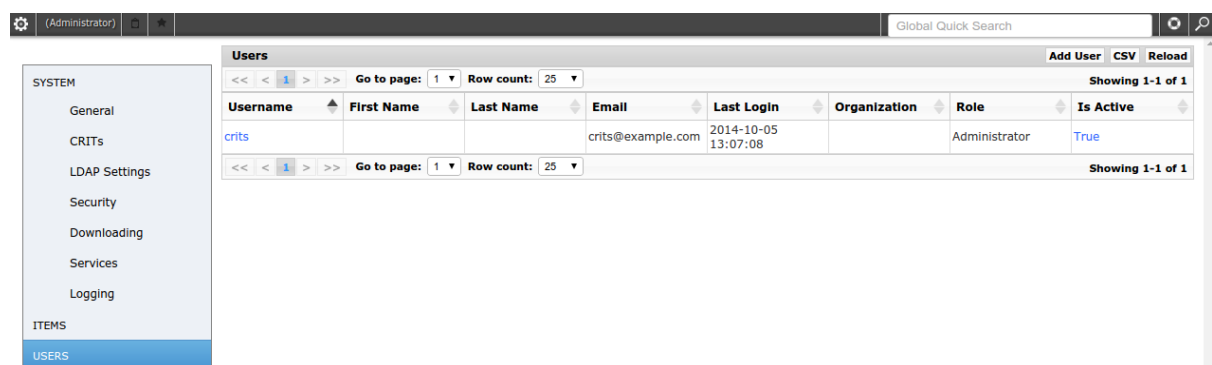 (Administrator) Global Quick Search
Users Add User CSV Reload
<< < 1 > >> Go to page: 1 Row count: 25 Showing 1-1 of 1
Username First Name Last Name Email Last Login Organization Role Is Active
crits crits@example.com 2014-10-05 13:07:08 Administrator True
<< < 1 > >> Go to page: 1 Row count: 25 Showing 1-1 of 1
SYSTEM
General
CRITs
LDAP Settings
Security
Downloading
Services
Logging
ITEMS
USERS